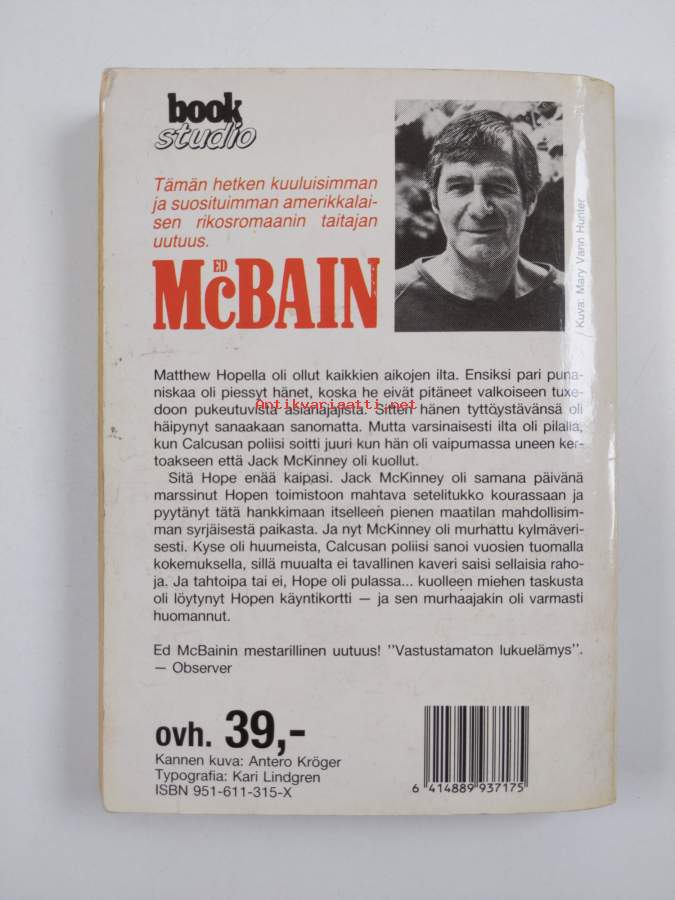 book
studio
Tämän hetken kuuluisimman
ja suosituimman amerikkalai-
sen rikosromaanin taitajan
uutuus.
ED
McBAIN
Kuva: Mary Vann Hunter
Matthew Hopella oli ollut kaikkien aikojen ilta. Ensiksi pari puna-
niskaa oli piessyt hänet, koska he eivät pitäneet valkoiseen tuxe-
doon pukeutuvista asianajajista. Sitten hänen tyttöystävänsä oli
Antikvariaatti.net
häipynyt sanaakaan sanomatta. Mutta varsinaisesti ilta oli pilalla,
kun Calcusan poliisi soitti juuri kun hän oli vaipumassa uneen ker-
toakseen että Jack McKinney oli kuollut.
Sitä Hope enää kaipasi. Jack McKinney oli samana päivänä
marssinut Hopen toimistoon mahtava setelitukko kourassaan ja
pyytänyt tätä hankkimaan itselleen pienen maatilan mahdollisim-
man syrjäisestä paikasta. Ja nyt McKinney oli murhattu kylmäveri-
sesti. Kyse oli huumeista, Calcusan poliisi sanoi vuosien tuomalla
kokemuksella, sillä muualta ei tavallinen kaveri saisi sellaisia raho-
ja. Ja tahtoipa tai ei, Hope oli pulassa... kuolleen miehen taskusta
oli löytynyt Hopen käyntikortti — ja sen murhaajakin oli varmasti
huomannut.
Ed McBainin mestarillinen uutuus! ''Vastustamaton lukuelämys''.
— Observer
ovh. 39,-
Kannen kuva: Antero Kröger
Typografia: Kari Lindgren
ISBN 951-611-315-X
6 414889 937175